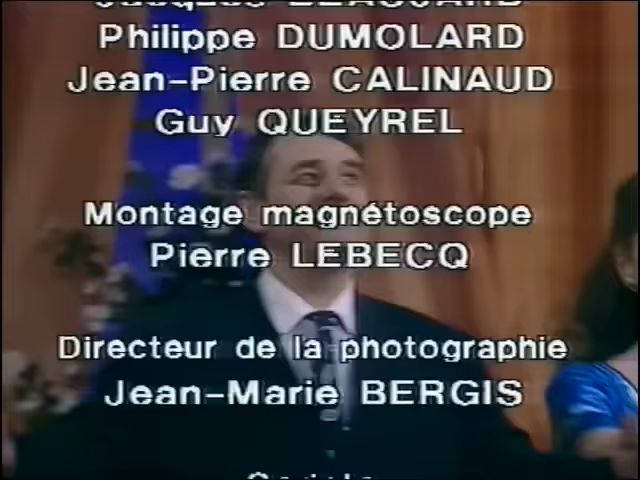 Philippe DUMOLARD
Jean-Pierre CALINAUD
Guy QUEYREL
Montage magnétoscope
Pierre LEBECQ
Directeur de la photographie
Jean-Marie BERGIS